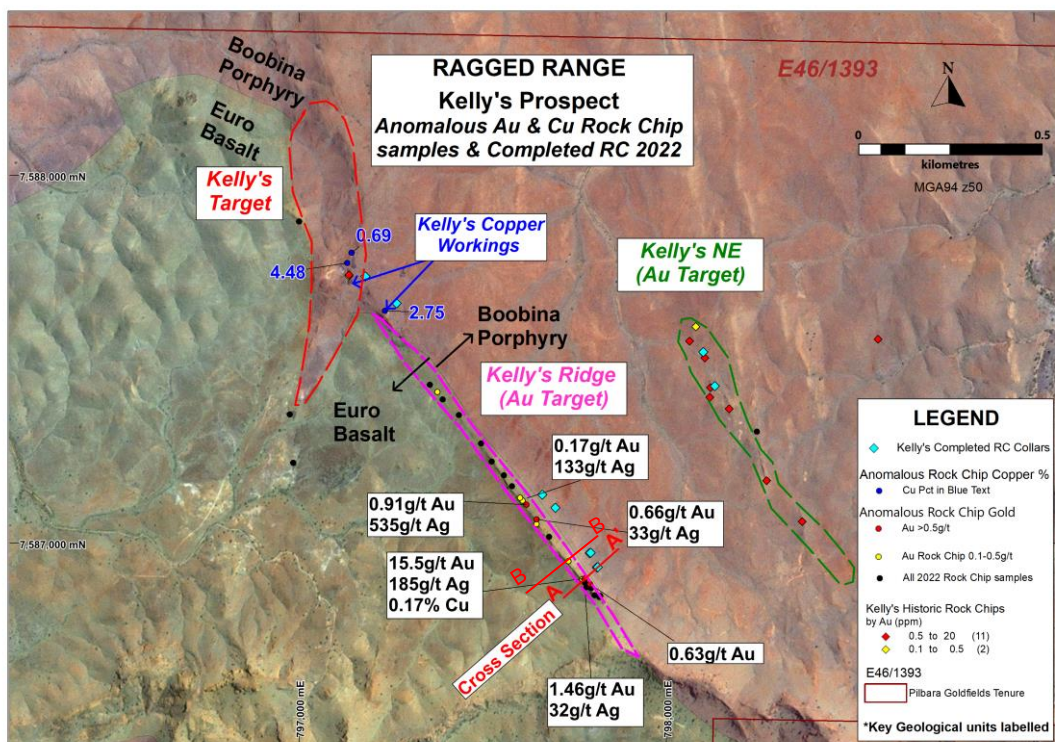 RAGGED RANGE
Kelly's Prospect
Anomalous Au & Cu Rock Chip
samples & Completed RC 2022
E46/1393
N
0
0.5
kilometres
MGA94 z50
Boobina
Porphyry
Euro
Basalt
7,588,000 mN
Kelly's
Target
Kelly's Copper
Workings
0.69
4.48
2.75
Kelly's NE
(Au Target)
Boobina
Porphyry
Kelly's Ridge
(Au Target)
Euro
Basalt
0.17g/t Au
133g/t Ag
0.91g/t Au
535g/t Ag
0.66g/t Au
33g/t Ag
7,587,000 mN
B
A'
15.5g/t Au
185g/t Ag
0.17% Cu
B
A
Cross Section
0.63g/t Au
1.46g/t Au
32g/t Ag
797,000 mE
798,000 mE
LEGEND
Kelly's Completed RC Collars
Anomalous Rock Chip Copper %
Cu Pct in Blue Text
Anomalous Rock Chip Gold
Au >0.5g/t
Au Rock Chip 0.1-0.5g/t
All 2022 Rock Chip samples
Kelly's Historic Rock Chips
by Au (ppm)
0.5 to 20 (11)
0.1 to 0.5 (2)
E46/1393
Pilbara Goldfields Tenure
*Key Geological units labelled